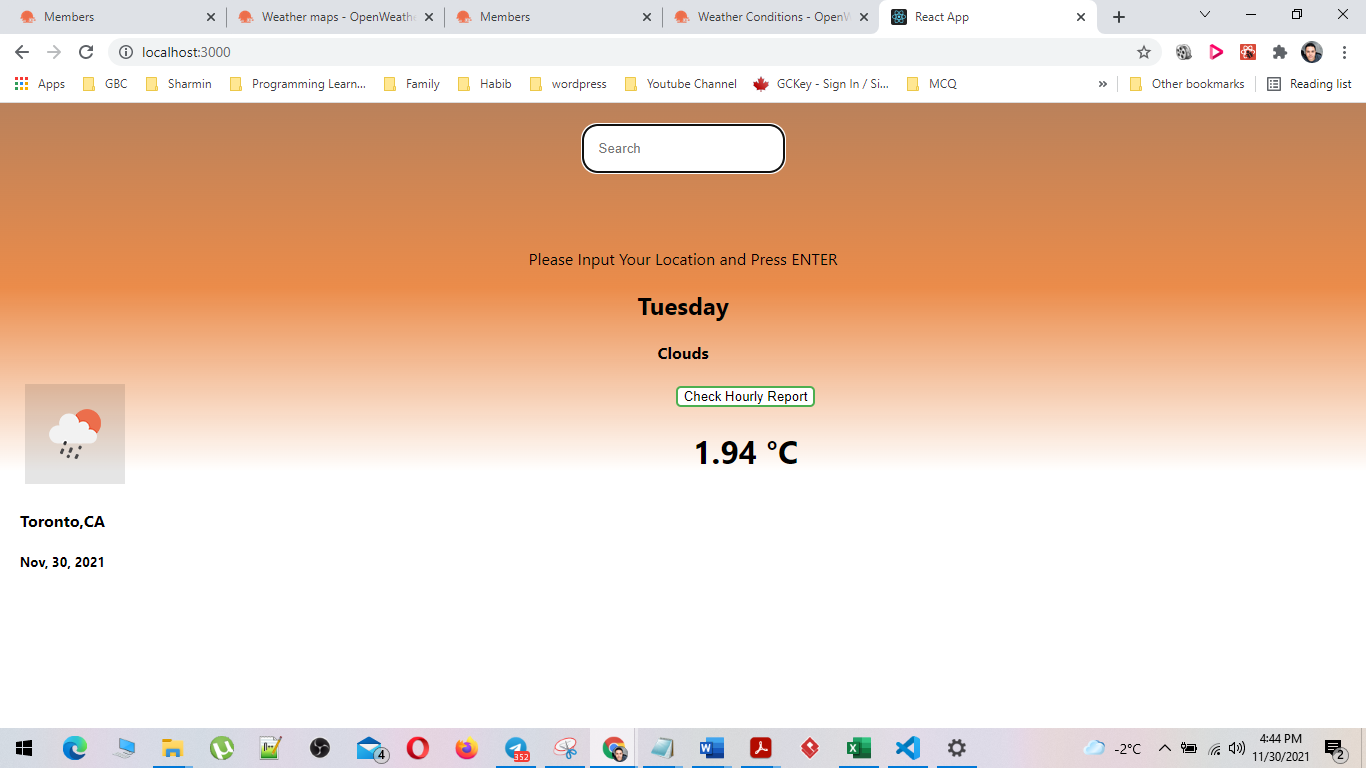 Members
Weather maps - OpenWeathe
Members
Weather Conditions - OpenW
React App
localhost:3000
Apps
GBC
Sharmin
Programming Learn...
Family
Habib
wordpress
Youtube Channel
GCKey - Sign In / Si...
MCQ
»
Other bookmarks
Reading list
Search
Please Input Your Location and Press ENTER
Tuesday
Clouds
Check Hourly Report
1.94 °C
Toronto,CA
Nov, 30, 2021
4
352
-2°C
4:44 PM
11/30/2021
2